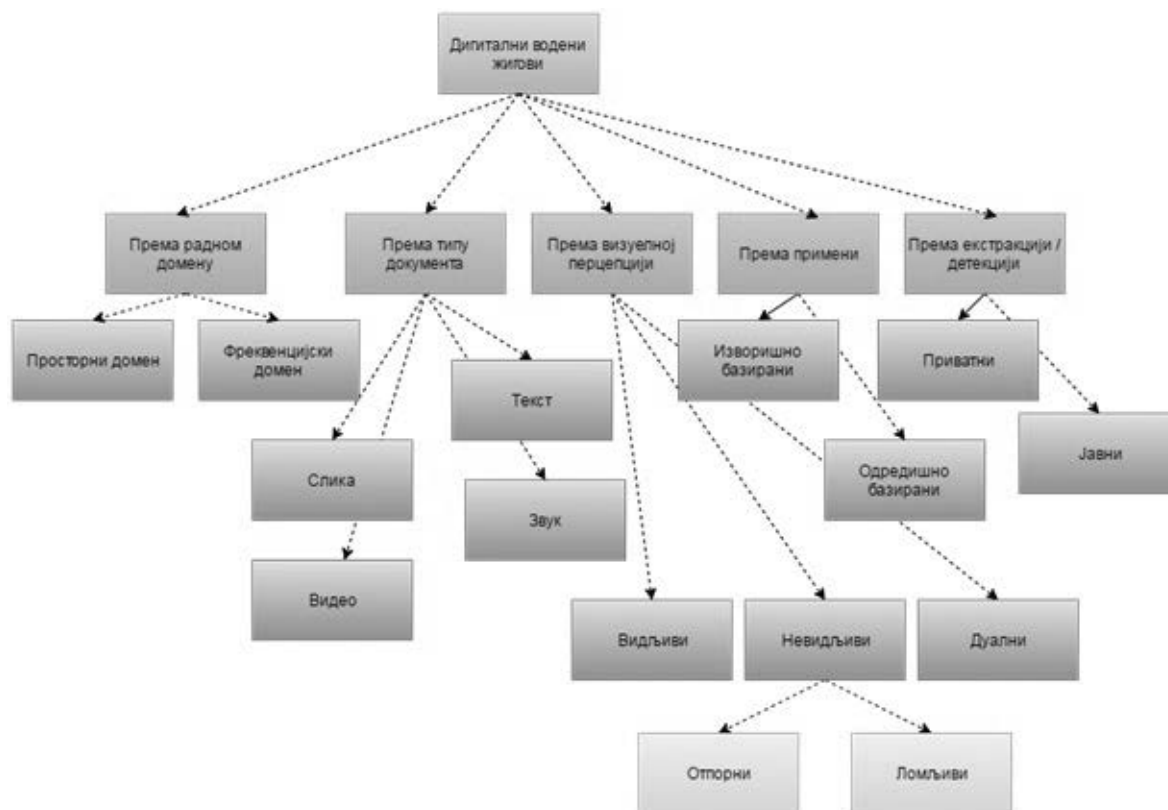 Дигитални водени
жигови
Према радном
домену
Према типу
документа
Према визуелној
перцепцији
Према примени
Према екстракцији /
детекцији
Просторни домен
Фреквенцијски
домен
Текст
Изворишно
базирани
Приватни
Јавни
Слика
Одредишно
базирани
Звук
Видео
Видљиви
Невидљиви
Дуални
Отпорни
Ломљиви